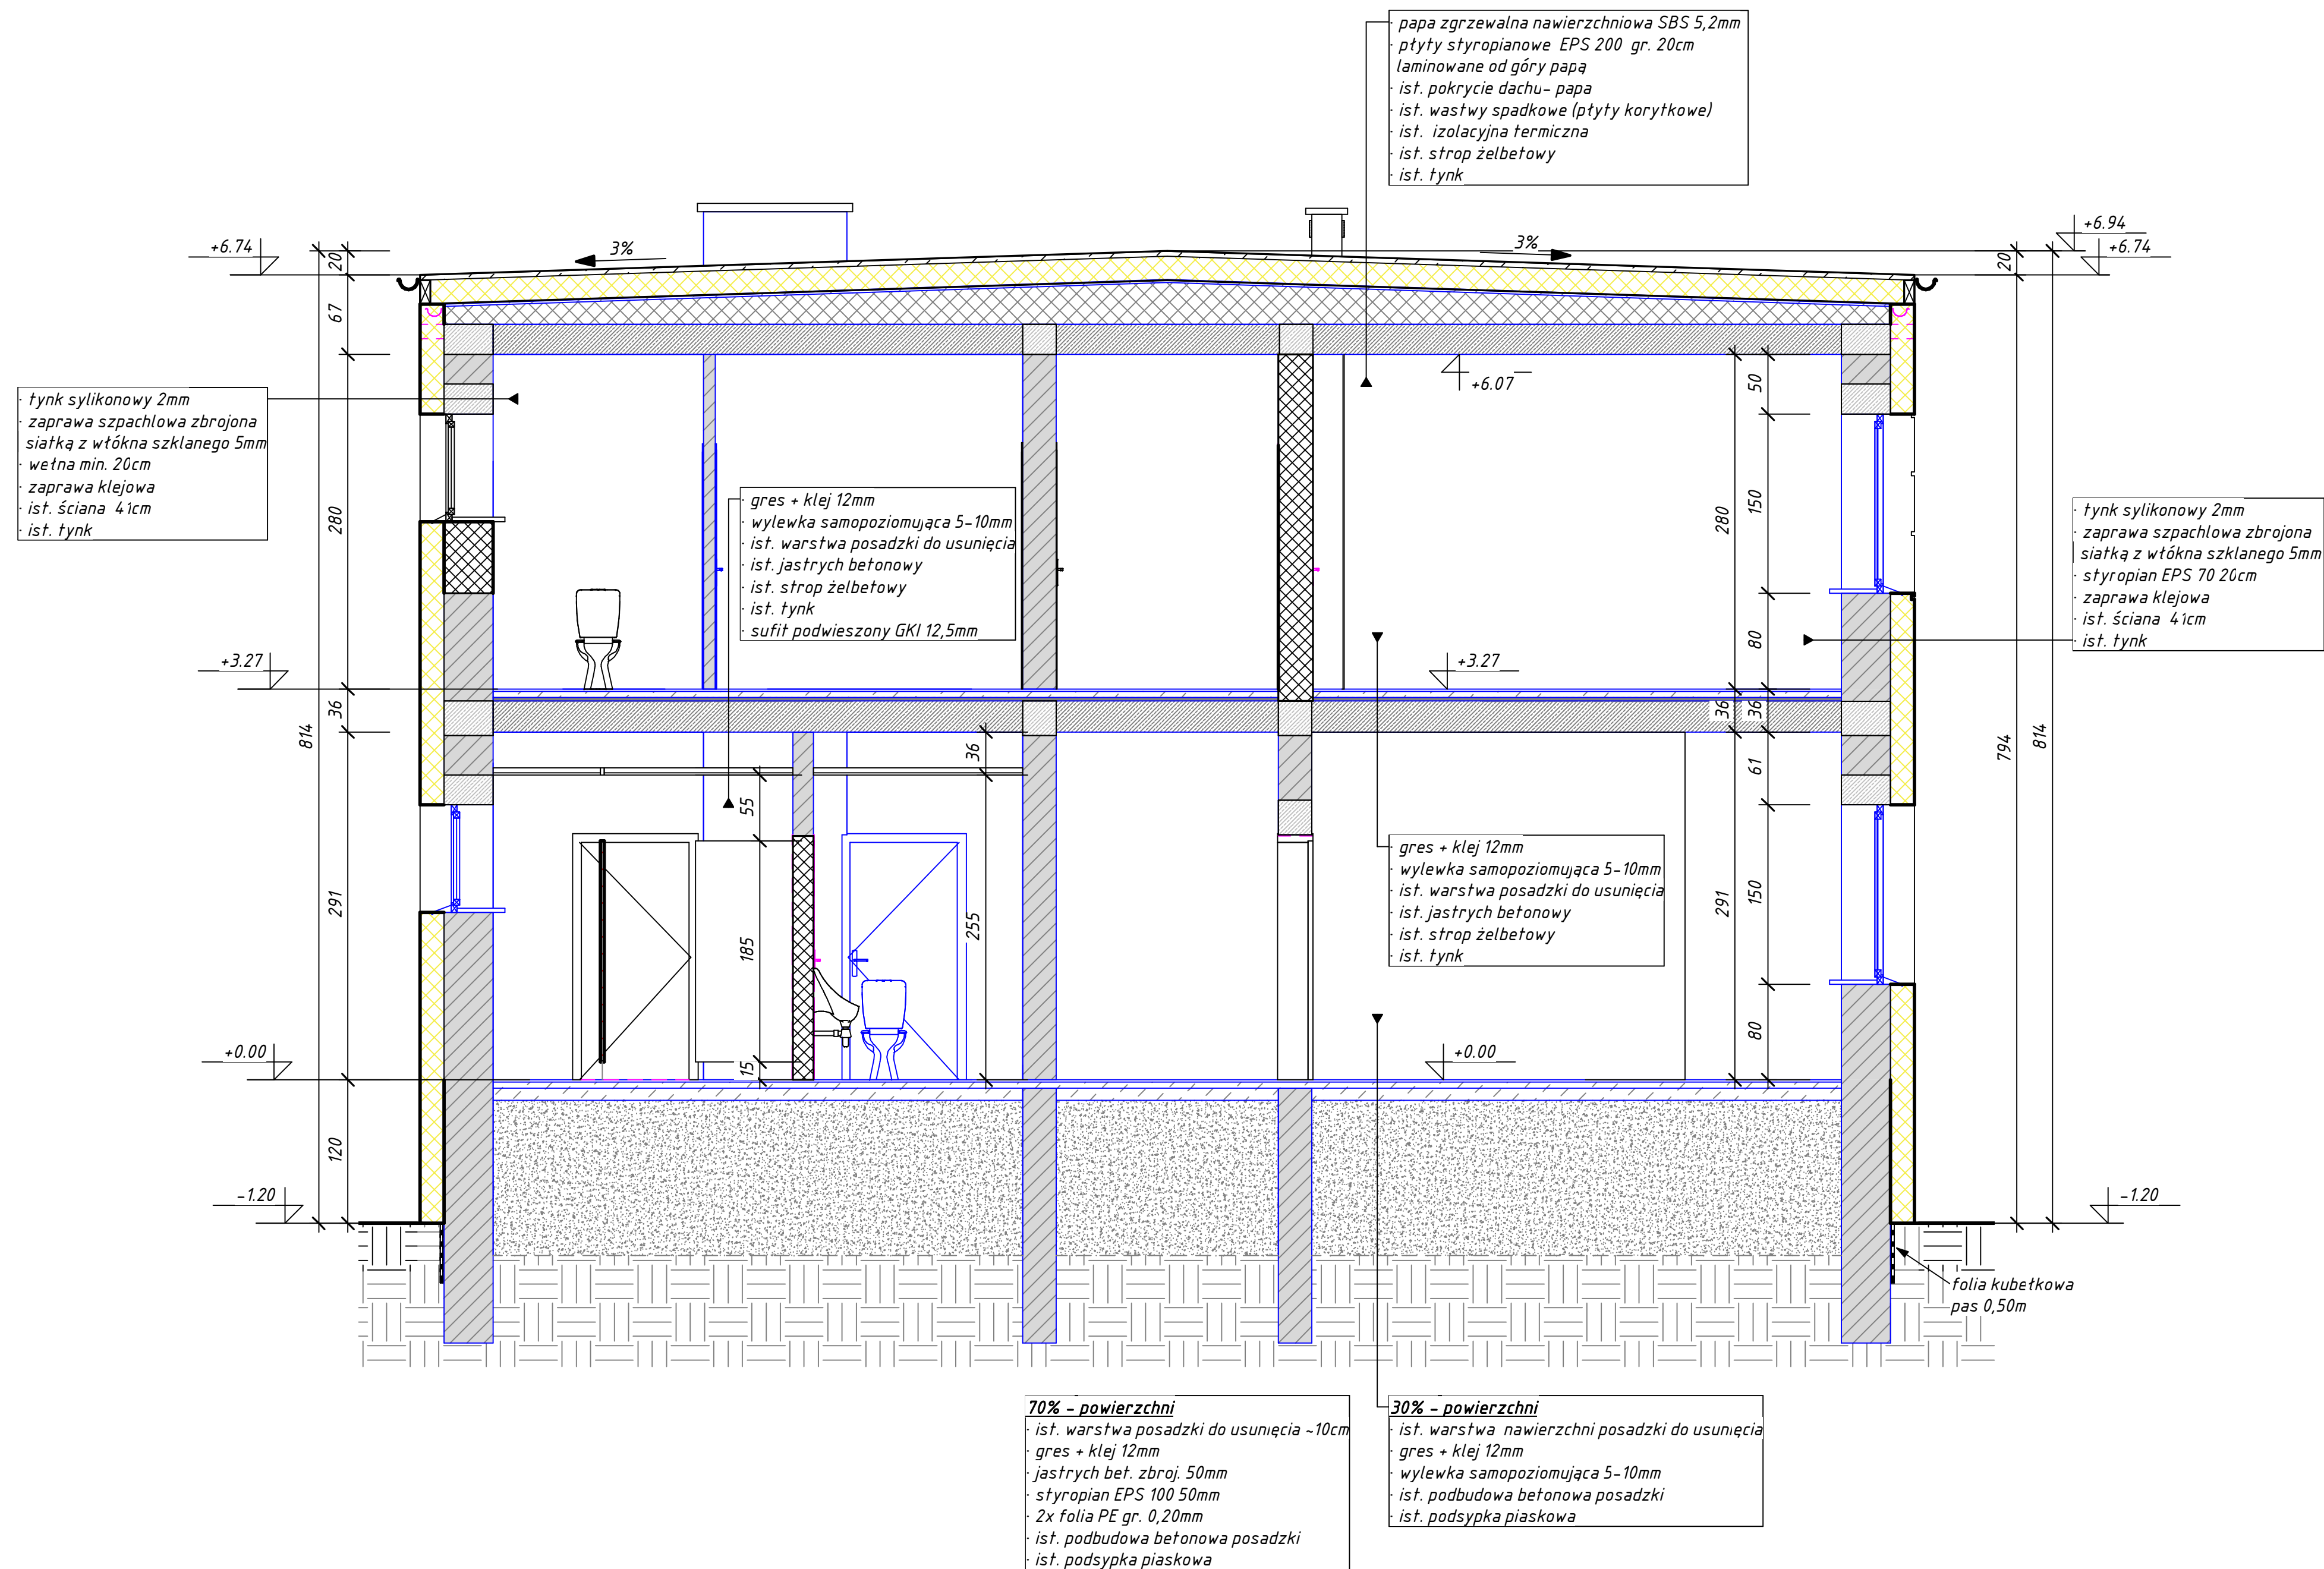 · papa zgrzewalna nawierzchniowa SBS 5,2mm
· płyty styropianowe EPS 200 gr. 20cm
laminowane od góry papą
· ist. pokrycie dachu- papa
· ist. wastwy spadkowe (płyty korytkowe)
· ist. izolacyjna termiczna
· ist. strop żelbetowy
· ist. tynk
+6.74
20
3%
3%
+6.94
+6.74
20
67
+6.07
50
· tynk sylikonowy 2mm
· zaprawa szpachlowa zbrojona
siatką z włókna szklanego 5mm
· wełna min. 20cm
· zaprawa klejowa
· ist. ściana 41cm
· ist. tynk
280
· gres + klej 12mm
· wylewka samopoziomująca 5-10mm
· ist. warstwa posadzki do usunięcia
· ist. jastrych betonowy
· ist. strop żelbetowy
· ist. tynk
· sufit podwieszony GKI 12,5mm
280
150
80
· tynk sylikonowy 2mm
· zaprawa szpachlowa zbrojona
siatką z włókna szklanego 5mm
· styropian EPS 70 20cm
· zaprawa klejowa
· ist. ściana 41cm
· ist. tynk
+3.27
+3.27
36
36
36
814
36
61
794
814
55
185
15
255
291
· gres + klej 12mm
· wylewka samopoziomująca 5-10mm
· ist. warstwa posadzki do usunięcia
· ist. jastrych betonowy
· ist. strop żelbetowy
· ist. tynk
291
150
80
+0.00
+0.00
120
-1.20
-1.20
folia kubełkowa
pas 0,50m
70% - powierzchni
· ist. warstwa posadzki do usunięcia ~10cm
· gres + klej 12mm
· jastrych bet. zbroj. 50mm
· styropian EPS 100 50mm
· 2x folia PE gr. 0,20mm
· ist. podbudowa betonowa posadzki
· ist. podsypka piaskowa
30% - powierzchni
· ist. warstwa nawierzchni posadzki do usunięcia
· gres + klej 12mm
· wylewka samopoziomująca 5-10mm
· ist. podbudowa betonowa posadzki
· ist. podsypka piaskowa